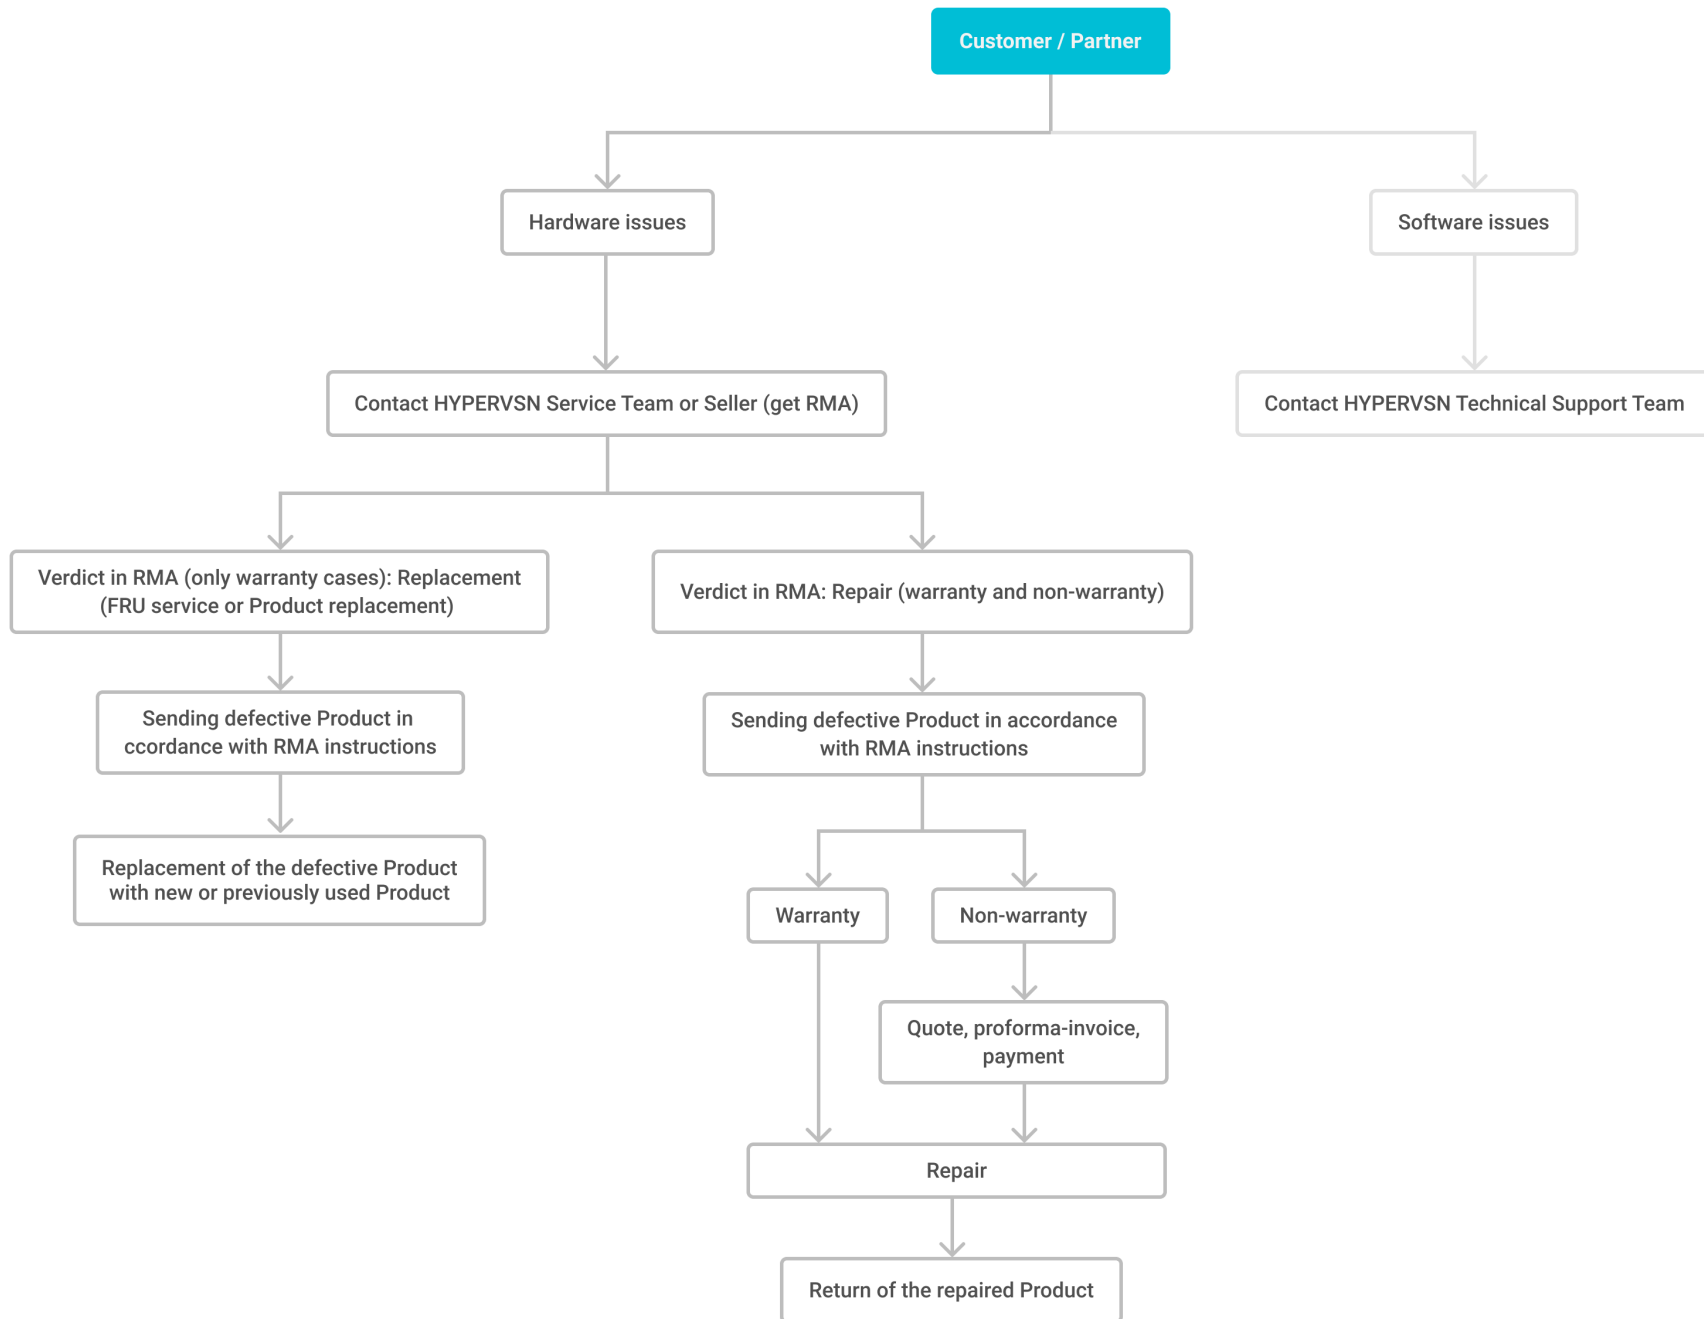 Customer / Partner
Hardware issues
Software issues
Contact HYPERVSN Service Team or Seller (get RMA)
Contact HYPERVSN Technical Support Team
Verdict in RMA (only warranty cases): Replacement
(FRU service or Product replacement)
Verdict in RMA: Repair (warranty and non-warranty)
Sending defective Product in
ccordance with RMA instructions
Sending defective Product in accordance
with RMA instructions
Replacement of the defective Product
with new or previously used Product
Warranty
Non-warranty
Quote, proforma-invoice,
payment
Repair
Return of the repaired Product